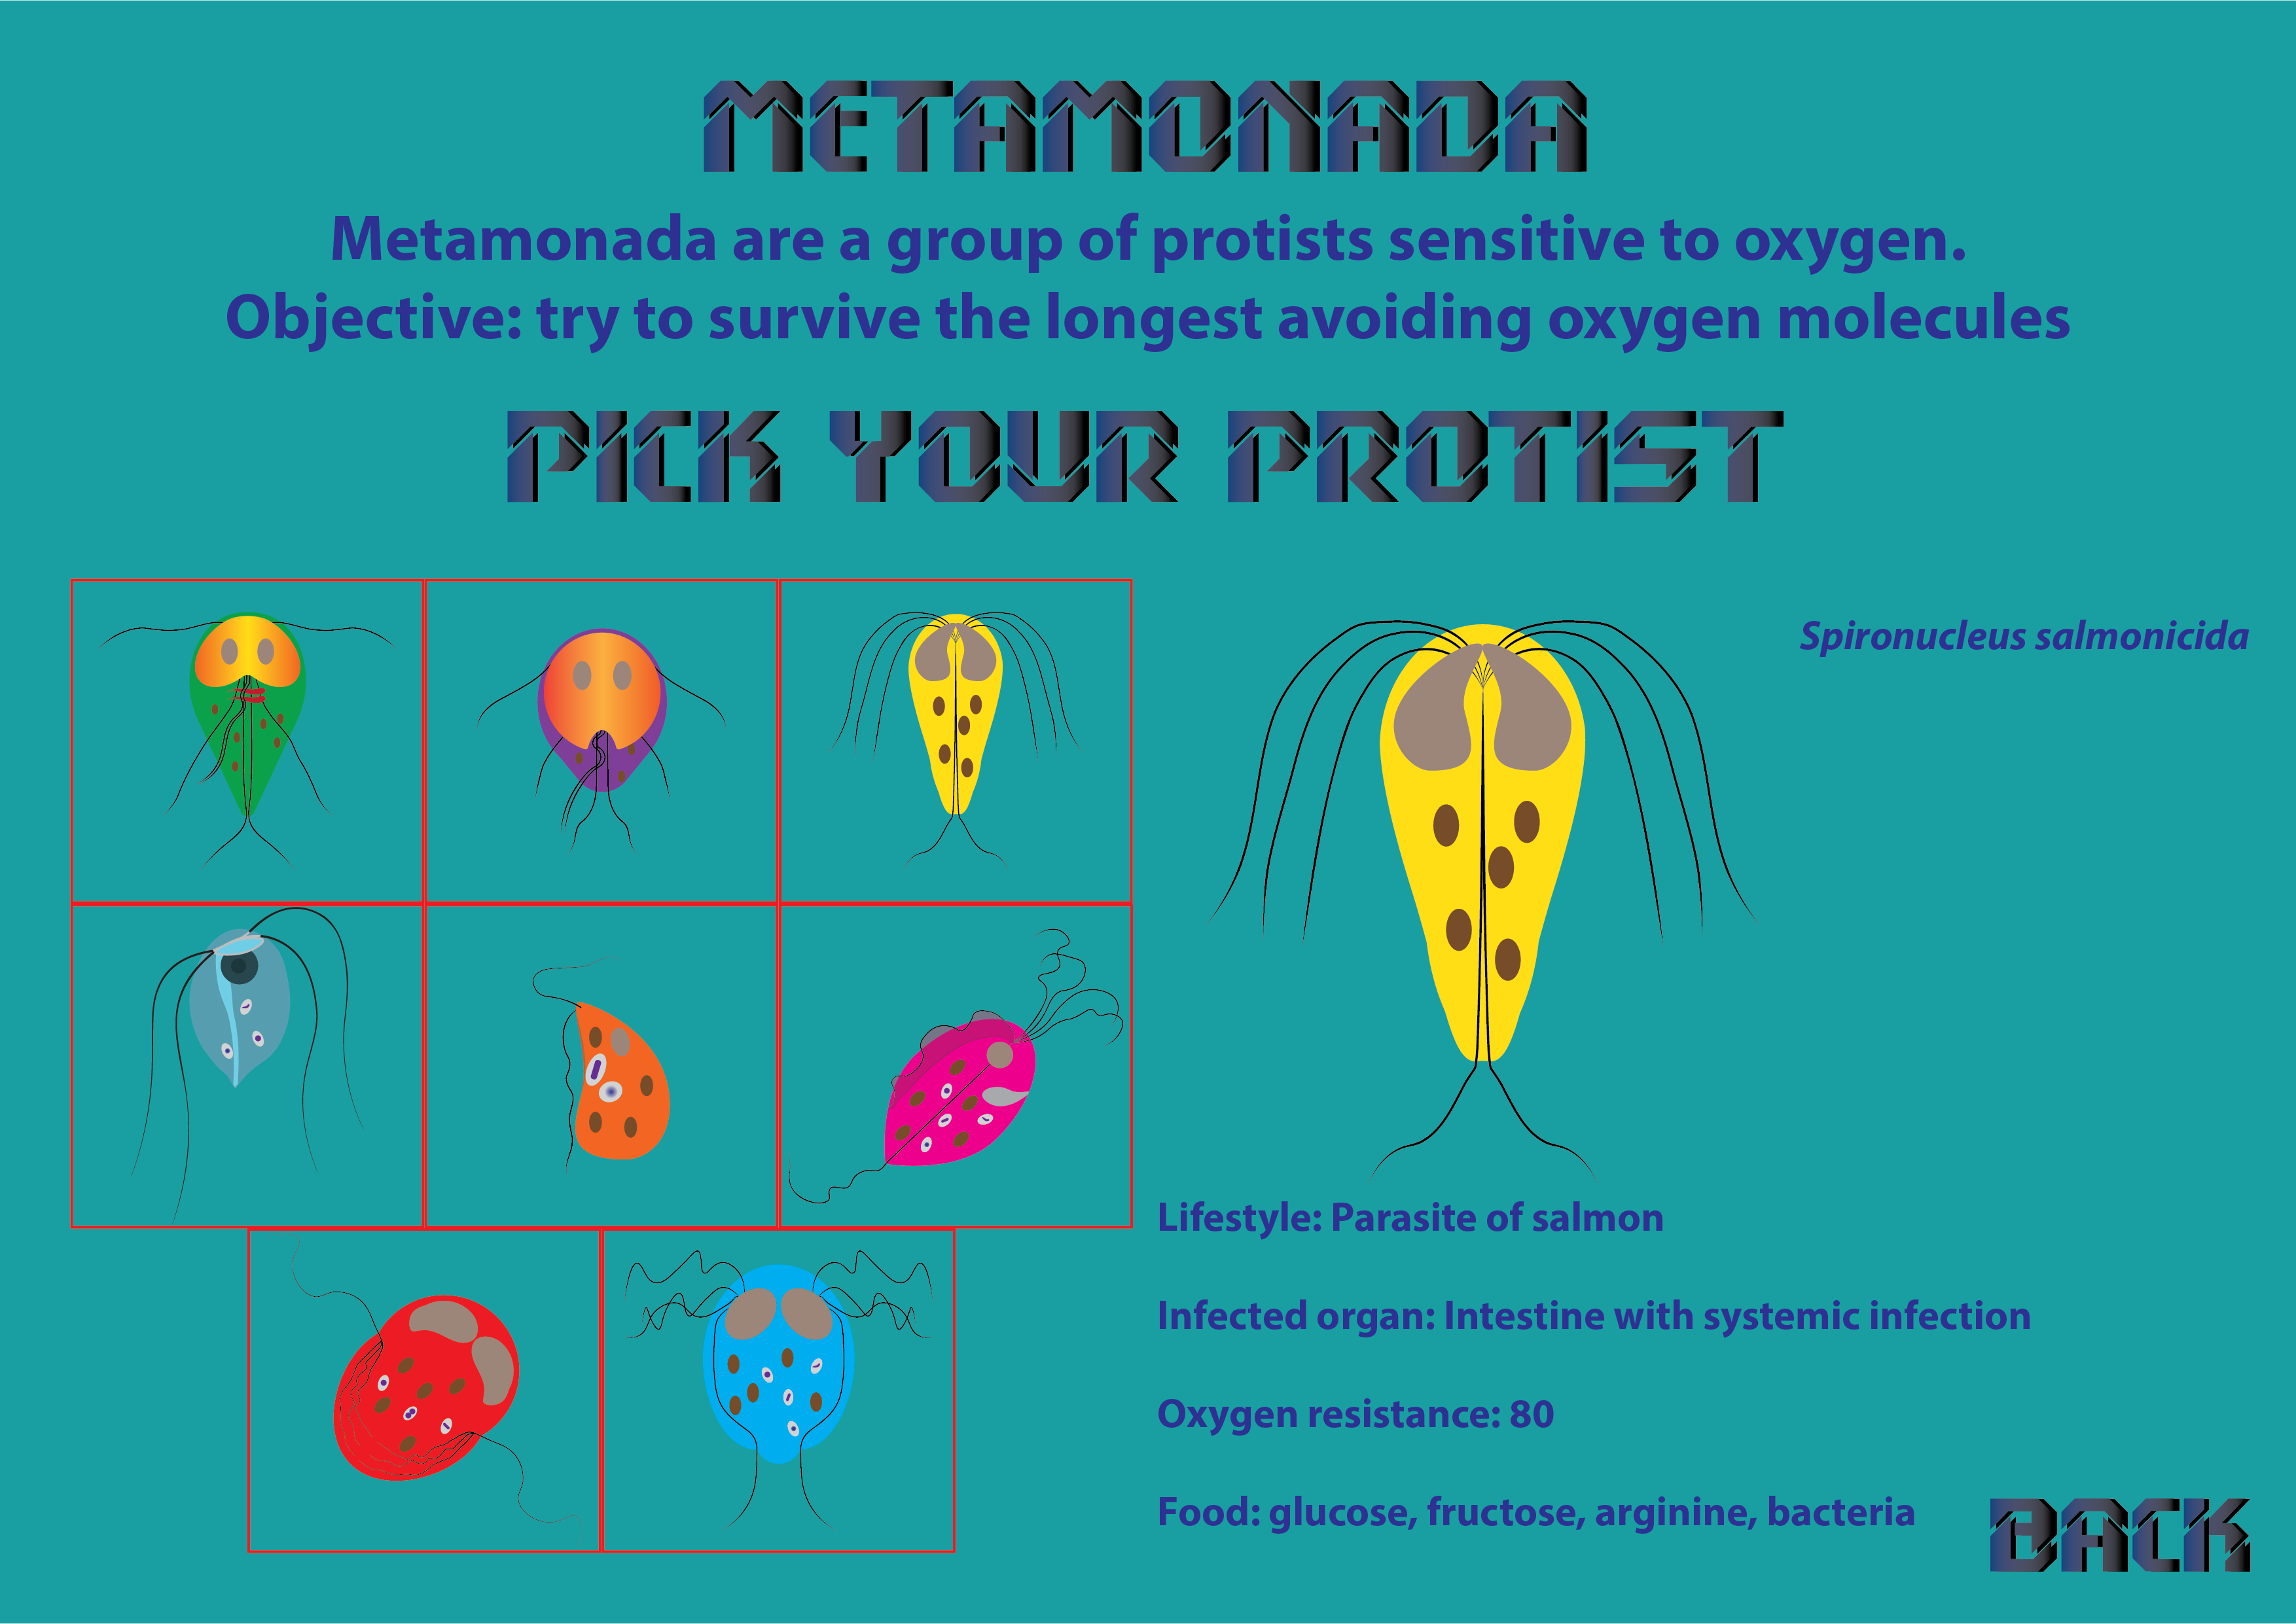 METAMONADA
Metamonada are a group of protists sensitive to oxygen.
Objective: try to survive the longest avoiding oxygen molecules
PICK YOUR PROTIST
Spironucleus salmonicida
Lifestyle: Parasite of salmon
Infected organ: Intestine with systemic infection
Oxygen resistance: 80
Food: glucose, fructose, arginine, bacteria
BACK